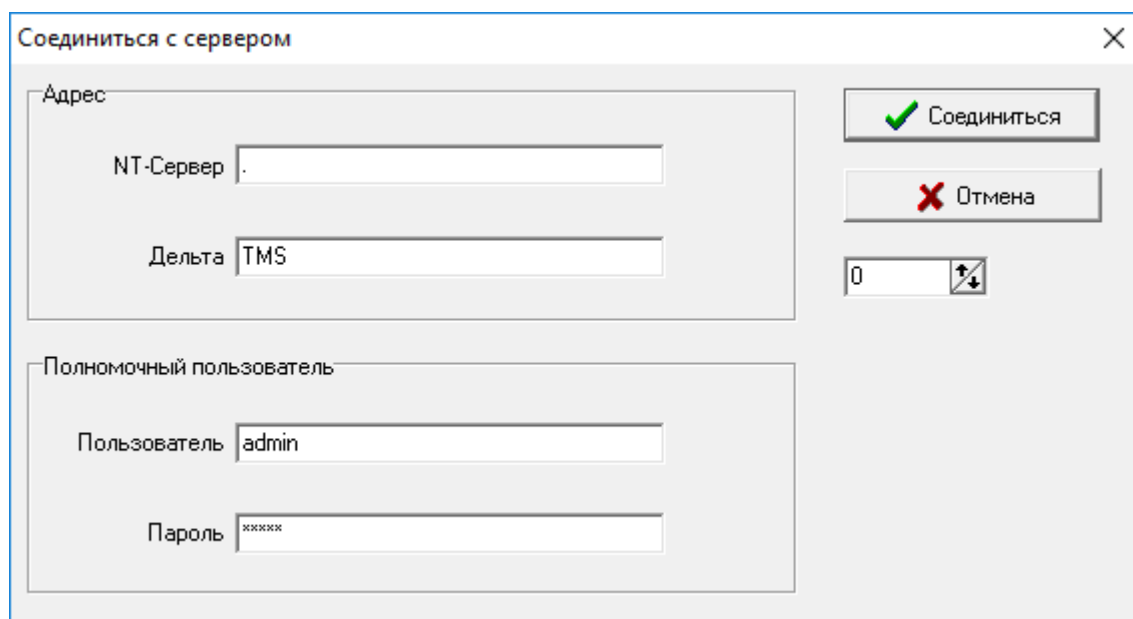 Соединиться с сервером
Адрес
NT-Сервер .
Дельта TMS
Соединиться
Отмена
0
Полномочный пользователь
Пользователь admin
Пароль *****